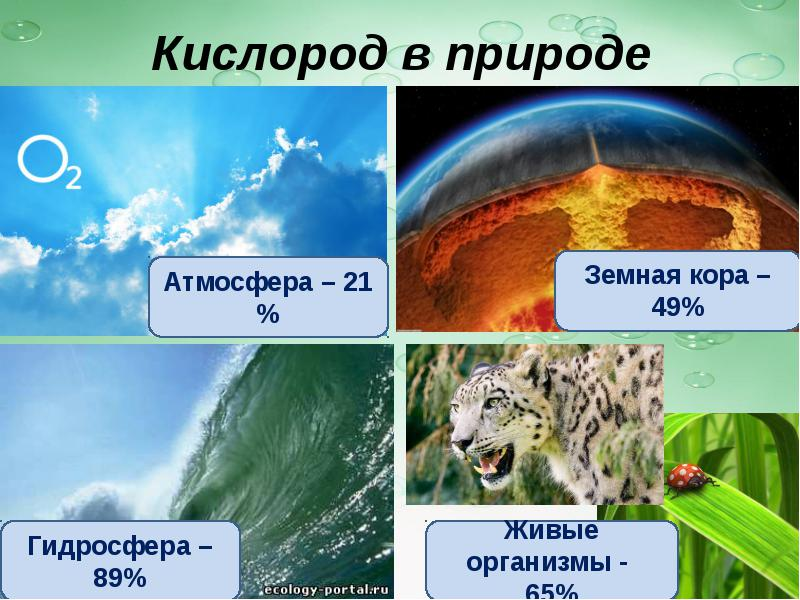 Кислород в природе
O2
Атмосфера – 21
%
Земная кора –
49%
Гидросфера –
89%
ecology-portal.ru
Живые
организмы -
65%